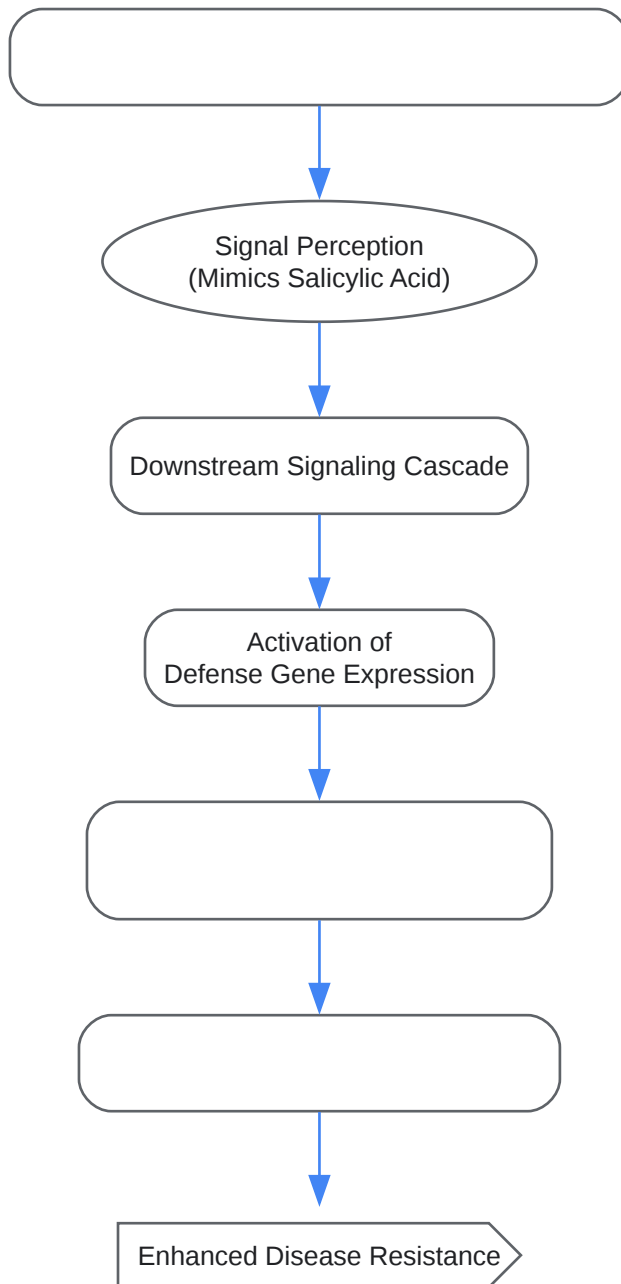 Signal Perception
(Mimics Salicylic Acid)
Downstream Signaling Cascade
Activation of
Defense Gene Expression
Enhanced Disease Resistance